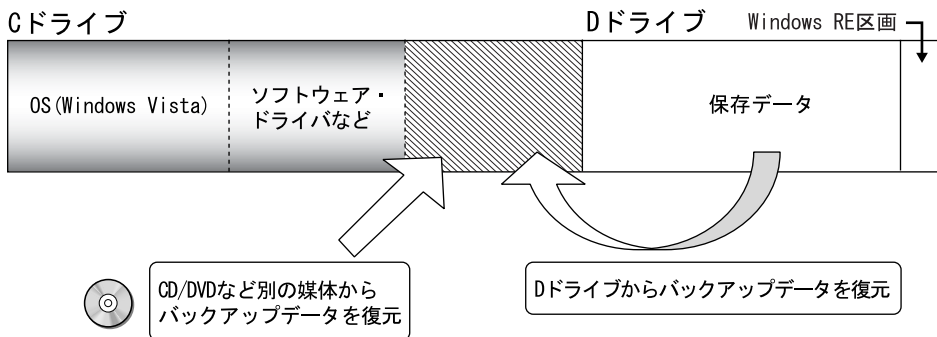 Cドライブ
Dドライブ
Windows RE区画
OS(Windows Vista)
ソフトウェア・
ドライバなど
保存データ
CD/DVDなど別の媒体から
バックアップデータを復元
Dドライブからバックアップデータを復元